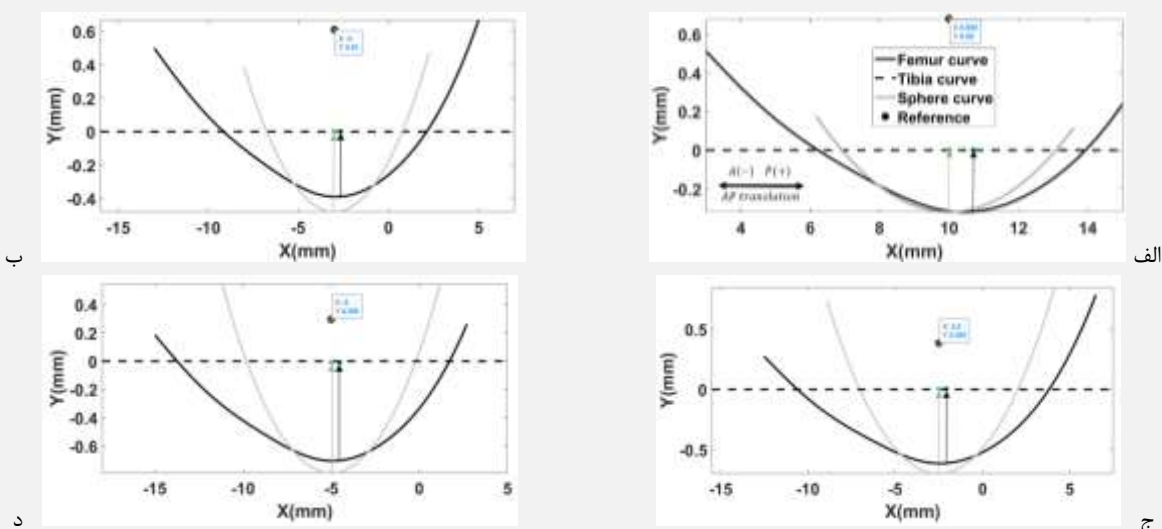 0.6
0.4
0.2
0
-0.2
-0.4
Y(mm)
-15 -10 -5 0 5
X(mm)
ب
0.6
0.4
0.2
0
-0.2
Y(mm)
Femur curve
Tibia curve
Sphere curve
Reference
A(-) P(+)
AP translation
4 6 8 10 12 14
X(mm)
الف
0.4
0.2
0
-0.2
-0.4
-0.6
Y(mm)
-15 -10 -5 0 5
X(mm)
د
0.5
0
-0.5
Y(mm)
-15 -10 -5 0 5
X(mm)
ج